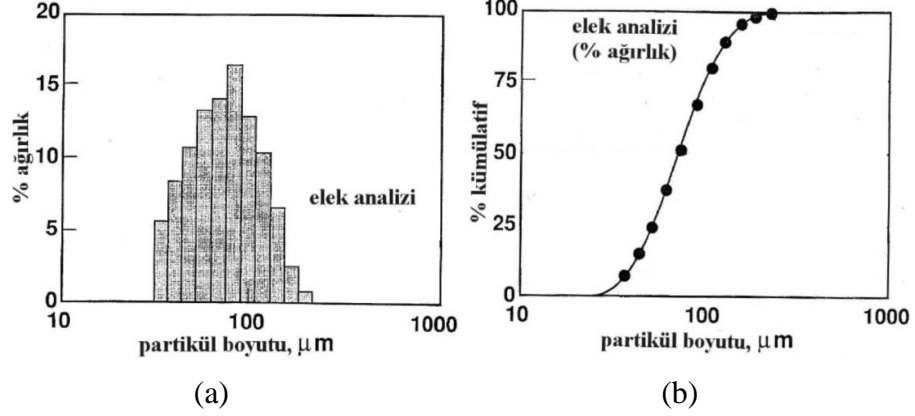 20
15
10
5
0
% ağırlık
elek analizi
10
100
1000
partikül boyutu, µm
(a)
100
75
50
25
0
% kümülatif
elek analizi
(% ağırlık)
10
100
1000
partikül boyutu, µm
(b)